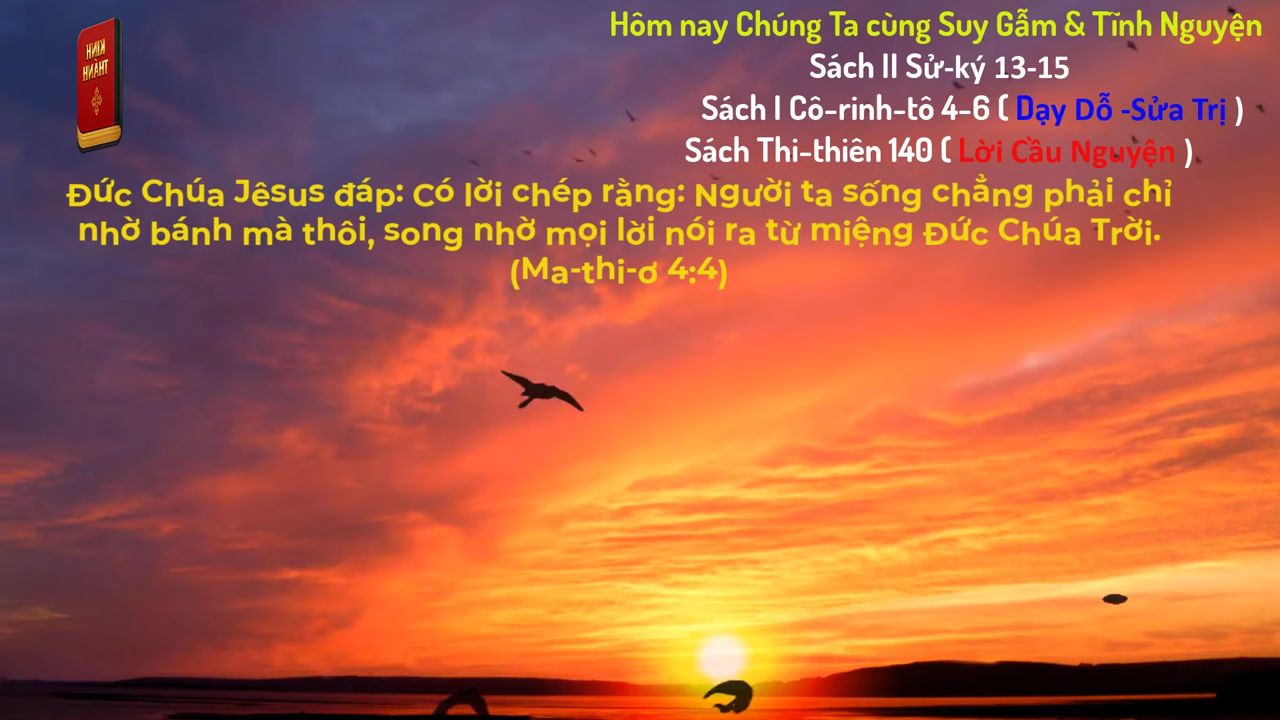 KINH
THÁNH
Hôm nay Chúng Ta cùng Suy Gẫm & Tĩnh Nguyện
Sách II Sử-ký 13-15
Sách I Cô-rinh-tô 4-6 ( Dạy Dỗ -Sửa Trị )
Sách Thi-thiên 140 ( Lời Cầu Nguyện )
Đức Chúa Jêsus đáp: Có lời chép rằng: Người ta sống chẳng phải chỉ
nhờ bánh mà thôi, song nhờ mọi lời nói ra từ miệng Đức Chúa Trời.
(Ma-thi-ơ 4:4)